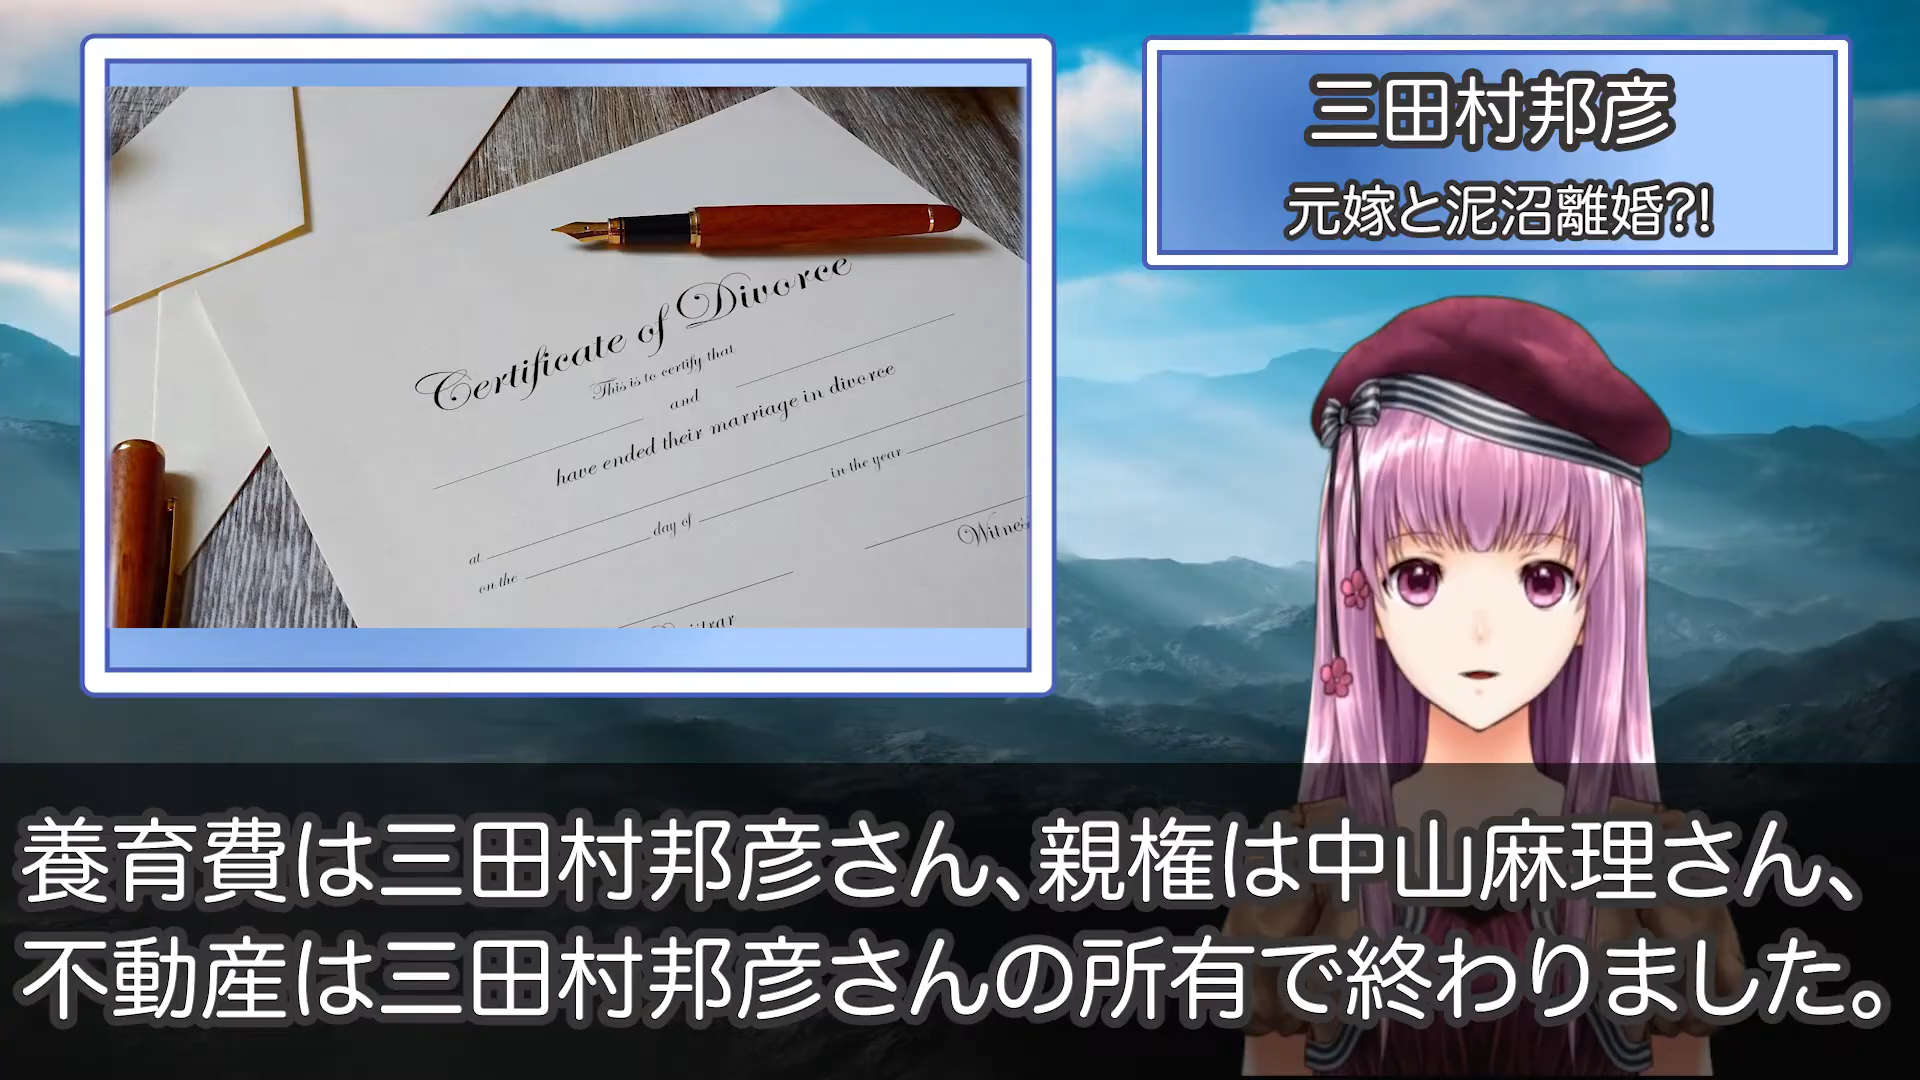 三田村邦彦
元嫁と泥沼離婚?!
Certificate of Divorce
This is to certify that
and
have ended their marriage in divorce
at
on the
day of
in the year
養育費は三田村邦彦さん、親権は中山麻理さん、
不動産は三田村邦彦さんの所有で終わりました。